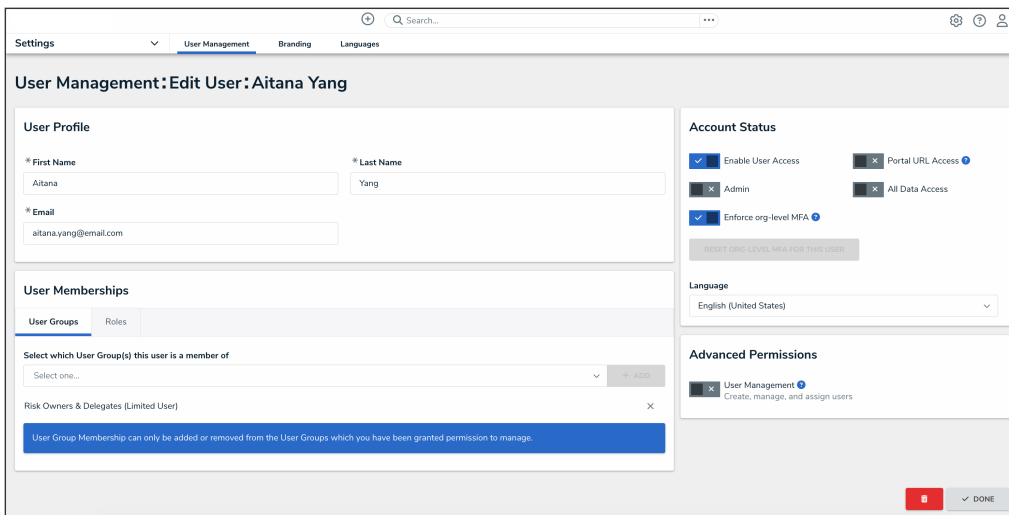 Search...
Settings
User Management
Branding
Languages
User Management:Edit User:Aitana Yang
User Profile
*First Name
*Last Name
Aitana
Yang
*Email
aitana.yang@email.com
User Memberships
User Groups
Roles
Select which User Group(s) this user is a member of
Select one...
+ ADD
Risk Owners & Delegates (Limited User)
User Group Membership can only be added or removed from the User Groups which you have been granted permission to manage.
Account Status
Enable User Access
Portal URL Access
Admin
All Data Access
Enforce org-level MFA
RESET ORG-LEVEL MFA FOR THIS USER
Language
English (United States)
Advanced Permissions
User Management
Create, manage, and assign users
DONE